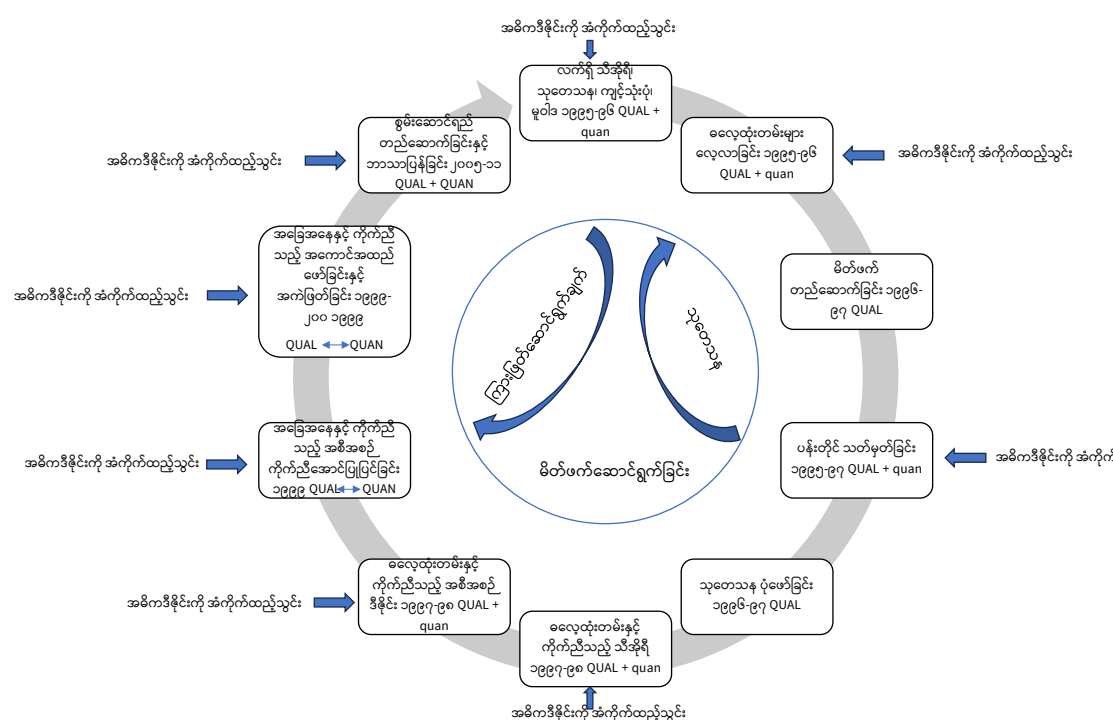 အဓိကဒီဇိုင်းကို အံကိုက်ထည့်သွင်း
လက်ရှိ သီအိုရီ၊
သုတေသန၊ ကျင့်သုံးပုံ၊
မူဝါဒ ၁၉၉၅-၉၆ QUAL +
quan
ဓလေ့ထုံးတမ်းများ
လေ့လာခြင်း ၁၉၉၅-၉၆
QUAL + quan
အဓိကဒီဇိုင်းကို အံကိုက်ထည့်သွင်း
မိတ်ဖက်
တည်ဆောက်ခြင်း ၁၉၉၆-
၉၇ QUAL
ပန်းတိုင် သတ်မှတ်ခြင်း
၁၉၉၅-၉၇ QUAL + quan
အဓိကဒီဇိုင်းကို အံကိုက်
သုတေသန ပုံဖော်ခြင်း
၁၉၉၆-၉၇ QUAL
ဓလေ့ထုံးတမ်းနှင့်
ကိုက်ညီသည့် သီအိုရီ
၁၉၉၇-၉၈ QUAL + quan
အဓိကဒီဇိုင်းကို အံကိုက်ထည့်သွင်း
ဓလေ့ထုံးတမ်းနှင့်
ကိုက်ညီသည့် အစီအစဉ်
ဒီဇိုင်း ၁၉၉၇-၉၈ QUAL +
quan
အဓိကဒီဇိုင်းကို အံကိုက်ထည့်သွင်း
အခြေအနေနှင့် ကိုက်ညီ
သည့် အစီအစဉ်
ကိုက်ညီအောင်ပြုပြင်ခြင်း
၁၉၉၉ QUAL QUAN
အဓိကဒီဇိုင်းကို အံကိုက်ထည့်သွင်း
အခြေအနေနှင့် ကိုက်ညီ
သည့် အကောင်အထည်
ဖော်ခြင်းနှင့်
အကဲဖြတ်ခြင်း ၁၉၉၉-
၂၀၀ ၁၉၉၉
QUAL QUAN
အဓိကဒီဇိုင်းကို အံကိုက်ထည့်သွင်း
စွမ်းဆောင်ရည်
တည်ဆောက်ခြင်းနှင့်
ဘာသာပြန်ခြင်း ၂၀၀၅-၁၁
QUAL + QUAN
အဓိကဒီဇိုင်းကို အံကိုက်ထည့်သွင်း
ကြားဖြတ်ဆောင်ရွက်ချက်
သုတေသန
မိတ်ဖက်ဆောင်ရွက်ခြင်း